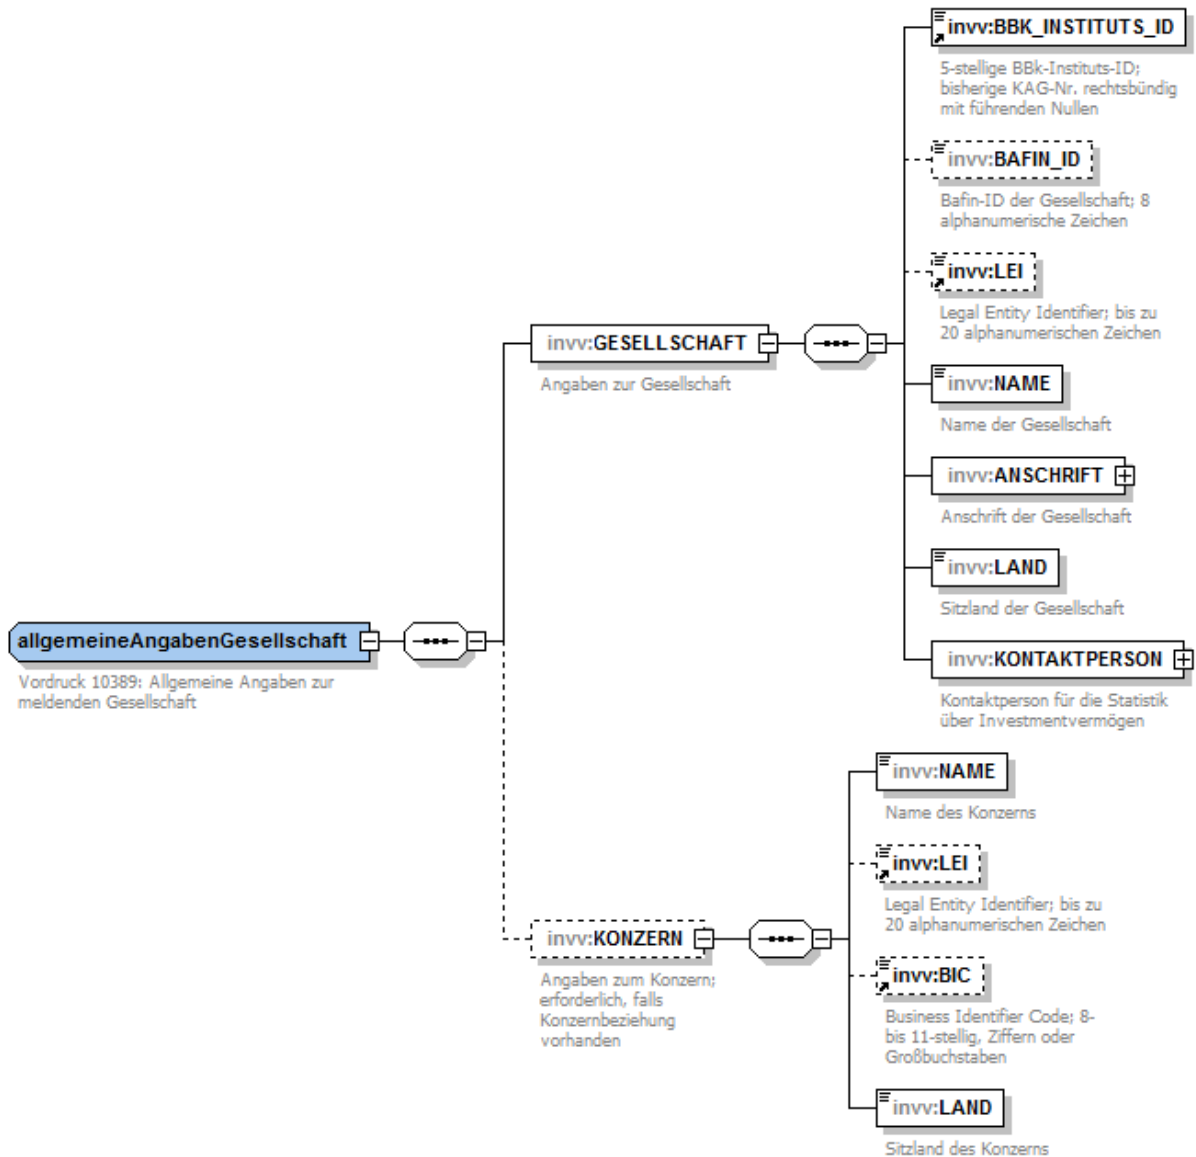 invv:BBK_INSTITUTS_ID
5-stellige BBk-Instituts-ID;
bisherige KAG-Nr. rechtsbündig
mit führenden Nullen
invv:BAFIN_ID
Bafin-ID der Gesellschaft; 8
alphanumerische Zeichen
invv:LEI
Legal Entity Identifier; bis zu
20 alphanumerischen Zeichen
invv:GESELLSCHAFT
Angaben zur Gesellschaft
invv:NAME
Name der Gesellschaft
invv:ANSCHRIFT
Anschrift der Gesellschaft
invv:LAND
Sitzland der Gesellschaft
invv:KONTAKTPERSON
Kontaktperson für die Statistik
über Investmentvermögen
allgemeineAngabenGesellschaft
Vordruck 10389: Allgemeine Angaben zur
meldenden Gesellschaft
invv:NAME
Name des Konzerns
invv:LEI
Legal Entity Identifier; bis zu
20 alphanumerischen Zeichen
invv:KONZERN
Angaben zum Konzern;
erforderlich, falls
Konzernbeziehung
vorhanden
invv:BIC
Business Identifier Code; 8-
bis 11-stellig, Ziffern oder
Großbuchstaben
invv:LAND
Sitzland des Konzerns